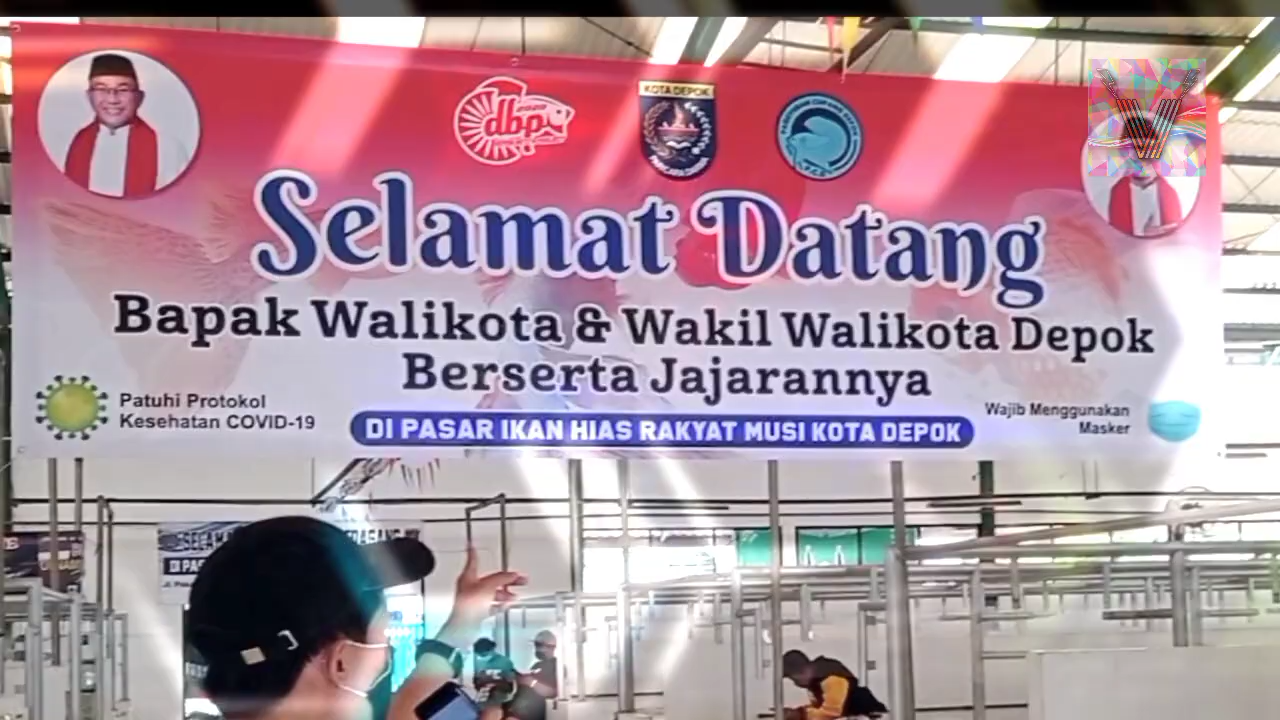 dbp
KOTA DEPOK
Selamat Datang
Bapak Walikota & Wakil Walikota Depok
Berserta Jajarannya
Patuhi Protokol
Kesehatan COVID-19
DI PASAR IKAN HIAS RAKYAT MUSI KOTA DEPOK
Wajib Menggunakan
Masker